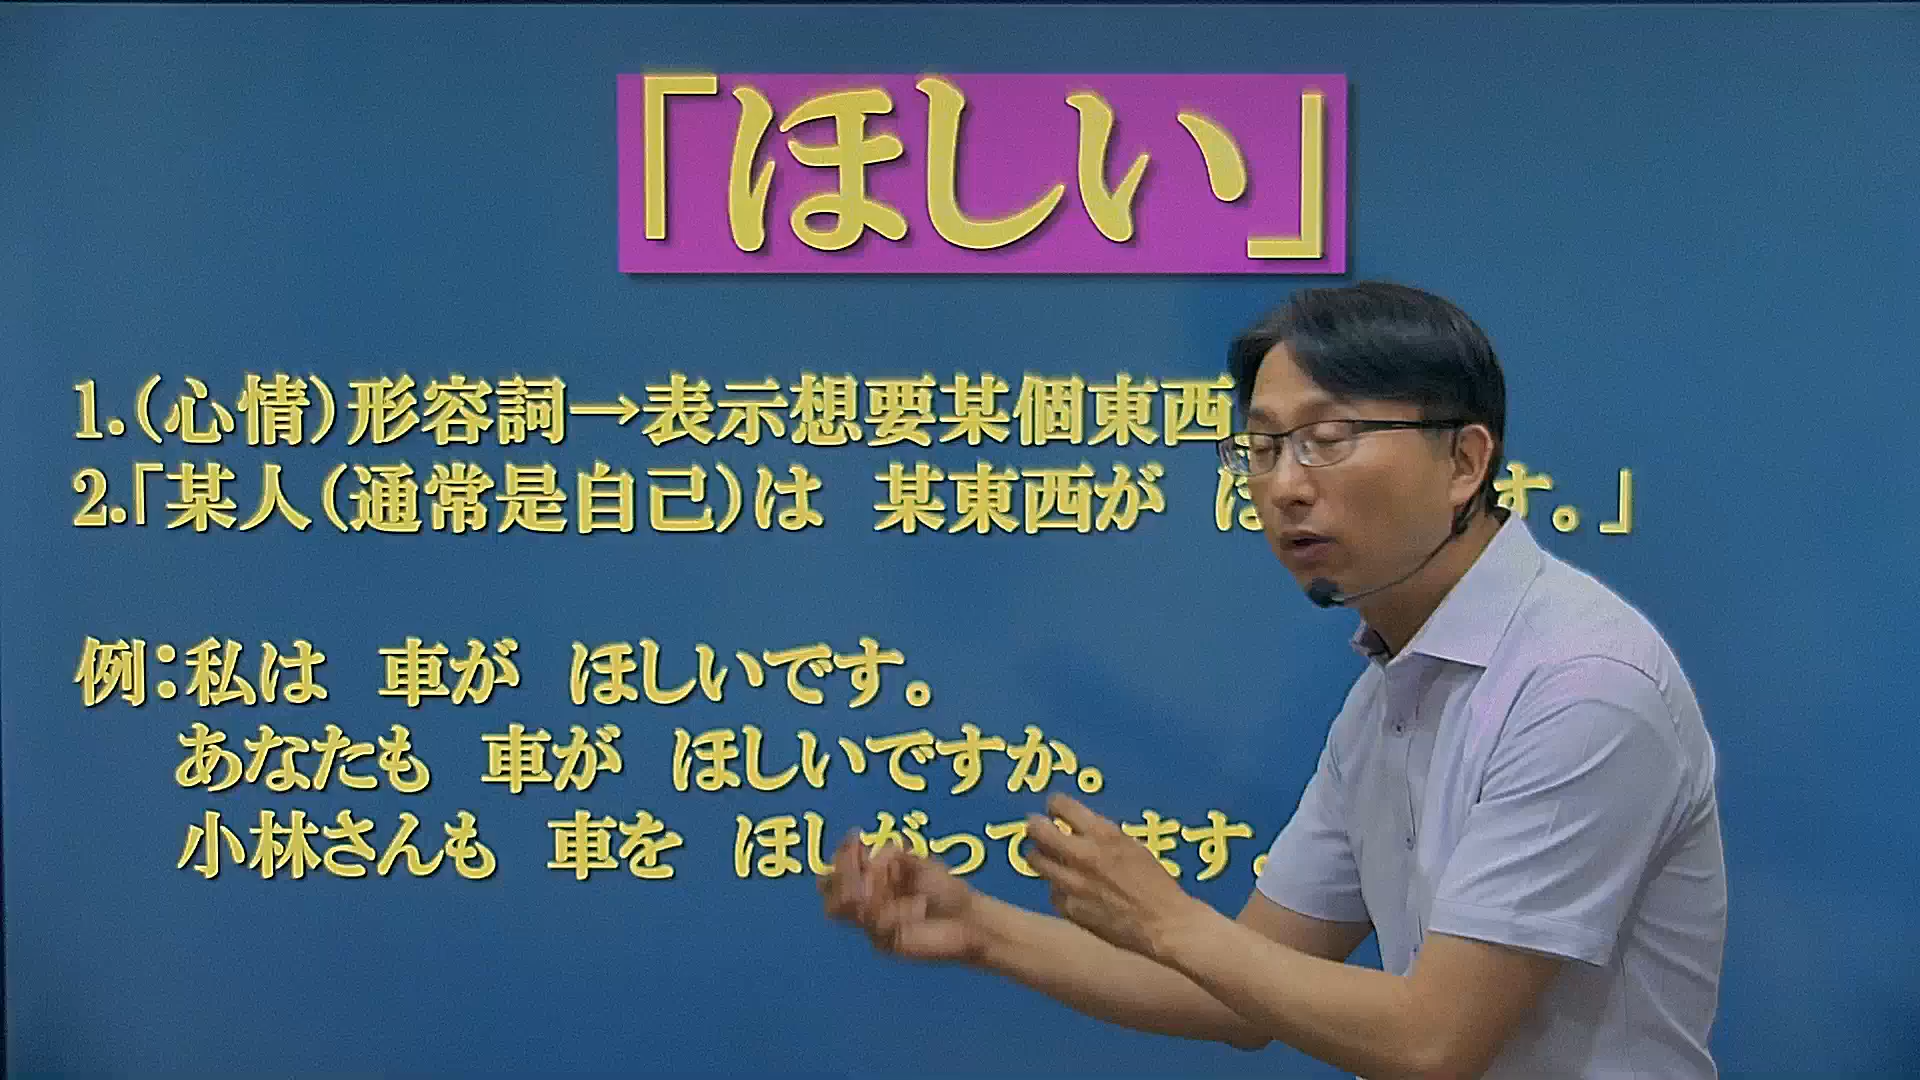 「ほしい」
1.（心情）形容詞→表示想要某個東西
2.「某人（通常是自己）は 某東西が ほ す。」
例：私は 車が ほしいです。
あなたも 車が ほしいですか。
小林さんも 車を ほしがって ます。